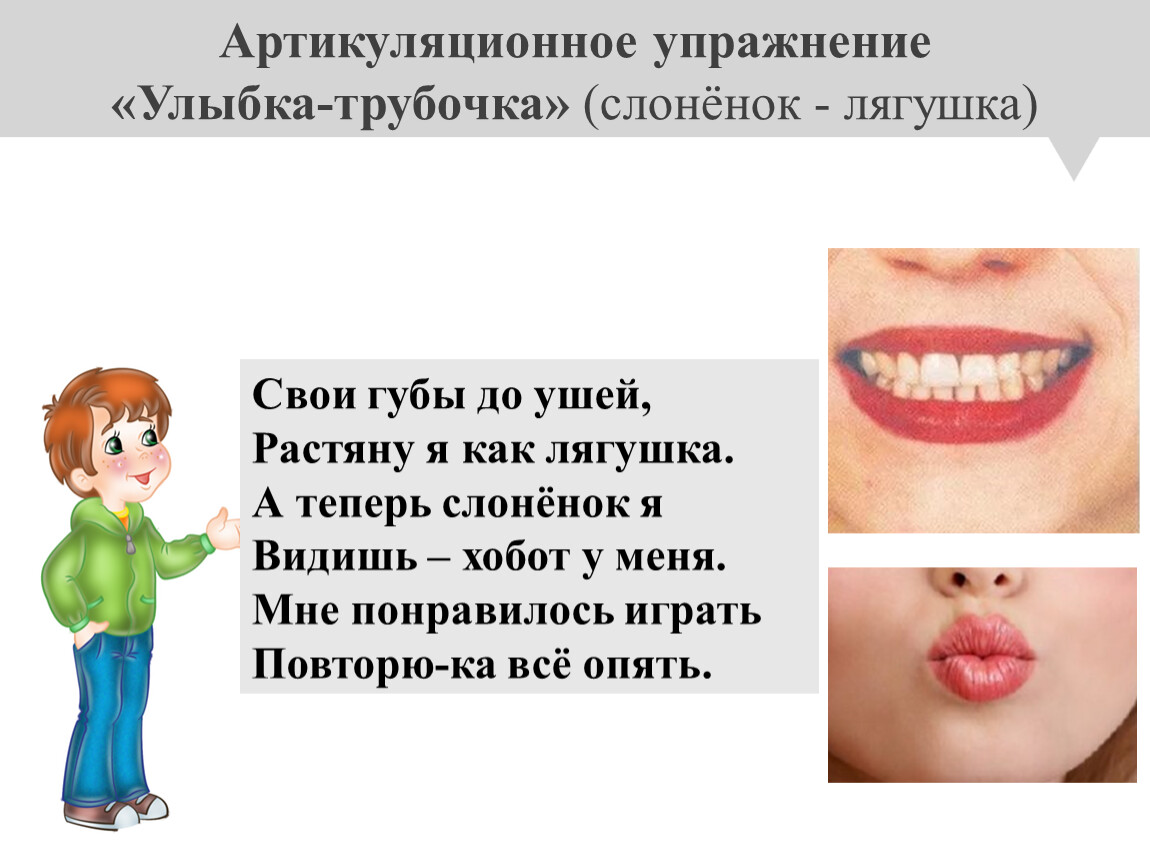 Артикуляционное упражнение
«Улыбка-трубочка» (слонёнок - лягушка)
Свои губы до ушей,
Растяну я как лягушка.
А теперь слонёнок я
Видишь – хобот у меня.
Мне понравилось играть
Повторю-ка всё опять.